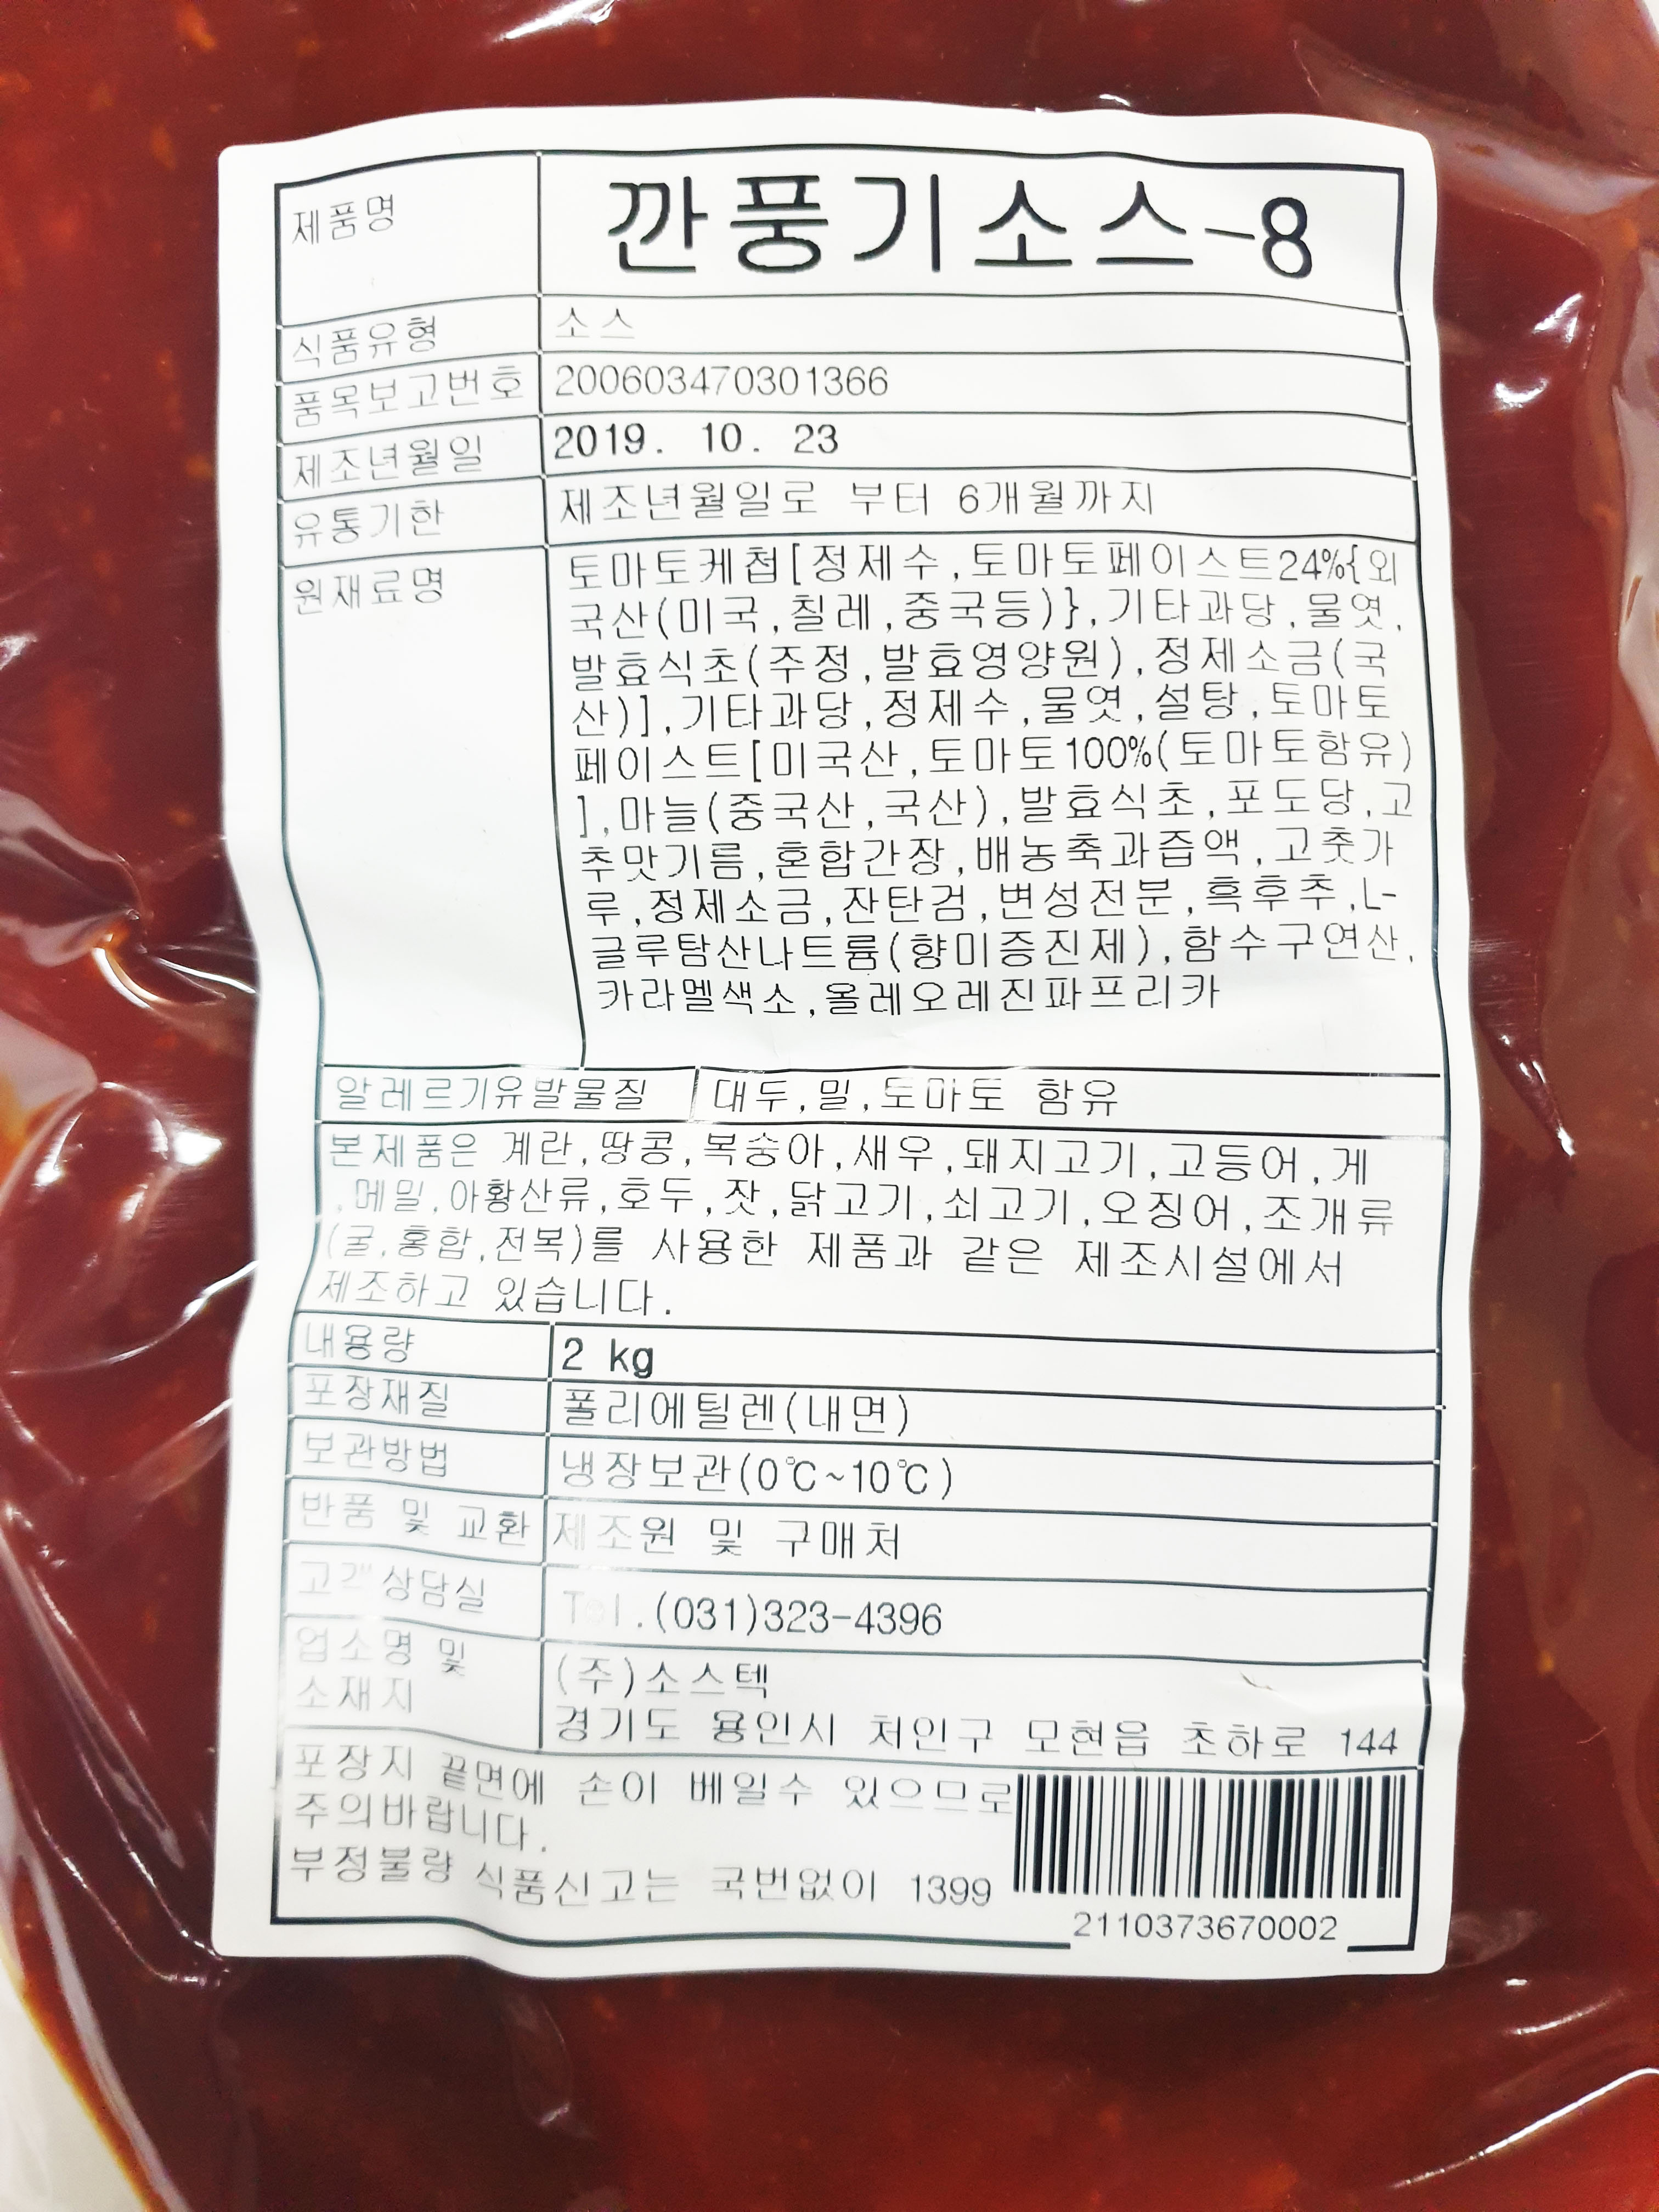 제품명 깐풍기소스-8
식품유형 소스
품목보고번호 200603470301366
제조년월일 2019. 10. 23
유통기한 제조년월일로 부터 6개월까지
원재료명 토마토케첩[정제수,토마토페이스트24%{외
국산(미국,칠레,중국등)},기타과당,물엿,
발효식초(주정,발효영양원),정제소금(국
산)],기타과당,정제수,물엿,설탕,토마토
페이스트[미국산,토마토100%(토마토함유)
],마늘(중국산,국산),발효식초,포도당,고
추맛기름,혼합간장,배농축과즙액,고춧가
루,정제소금,잔탄검,변성전분,흑후추,L-
글루탐산나트륨(향미증진제),함수구연산,
카라멜색소,올레오레진파프리카
알레르기유발물질 대두,밀,토마토 함유
본제품은 계란,땅콩,복숭아,새우,돼지고기,고등어,게
,메밀,아황산류,호두,잣,닭고기,쇠고기,오징어,조개류
(굴,홍합,전복)를 사용한 제품과 같은 제조시설에서
제조하고 있습니다.
내용량 2 kg
포장재질 폴리에틸렌(내면)
보관방법 냉장보관(0℃~10℃)
반품 및 교환 제조원 및 구매처
고객상담실 Tel.(031)323-4396
업소명 및 (주)소스텍
소재지 경기도 용인시 처인구 모현읍 초하로 144
포장지 끝면에 손이 베일수 있으므로
주의바랍니다.
부정불량 식품신고는 국번없이 1399
2110373670002